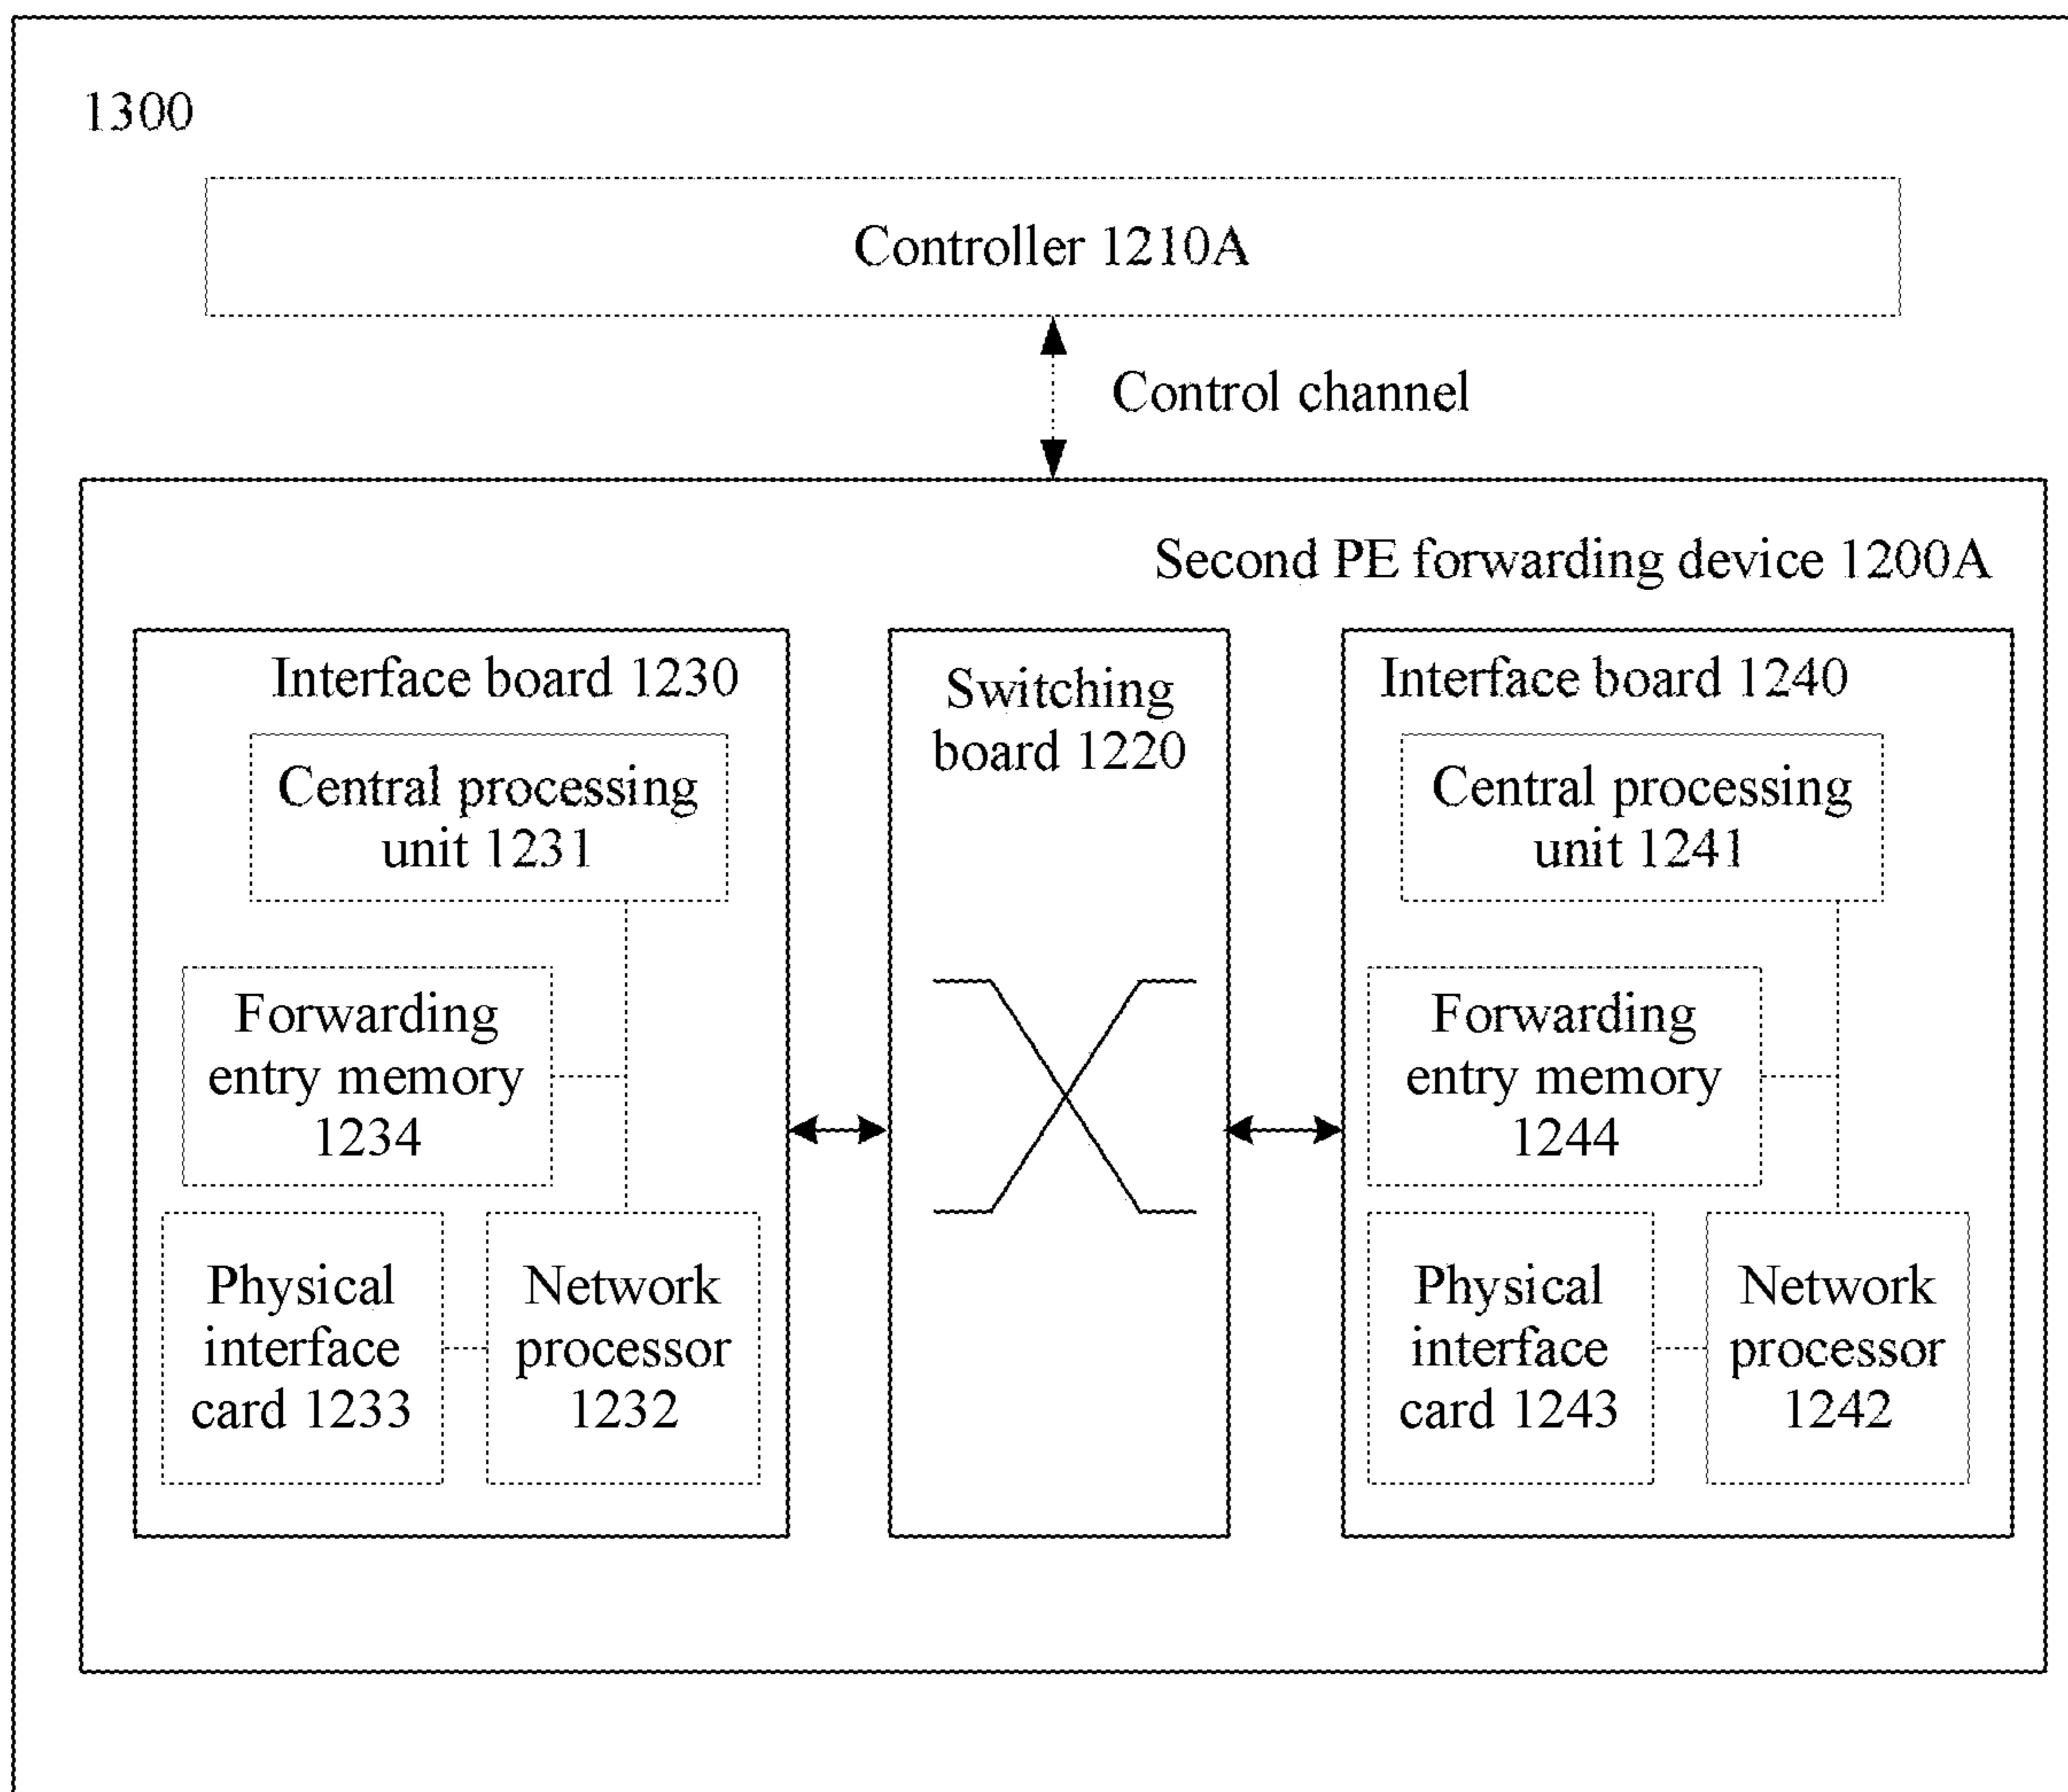 1300
Controller 1210A
Control channel
Second PE forwarding device 1200A
Interface board 1230
Central processing
unit 1231
Forwarding
entry memory
1234
Physical
interface
card 1233
Network
processor
1232
Switching
board 1220
Interface board 1240
Central processing
unit 1241
Forwarding
entry memory
1244
Physical
interface
card 1243
Network
processor
1242